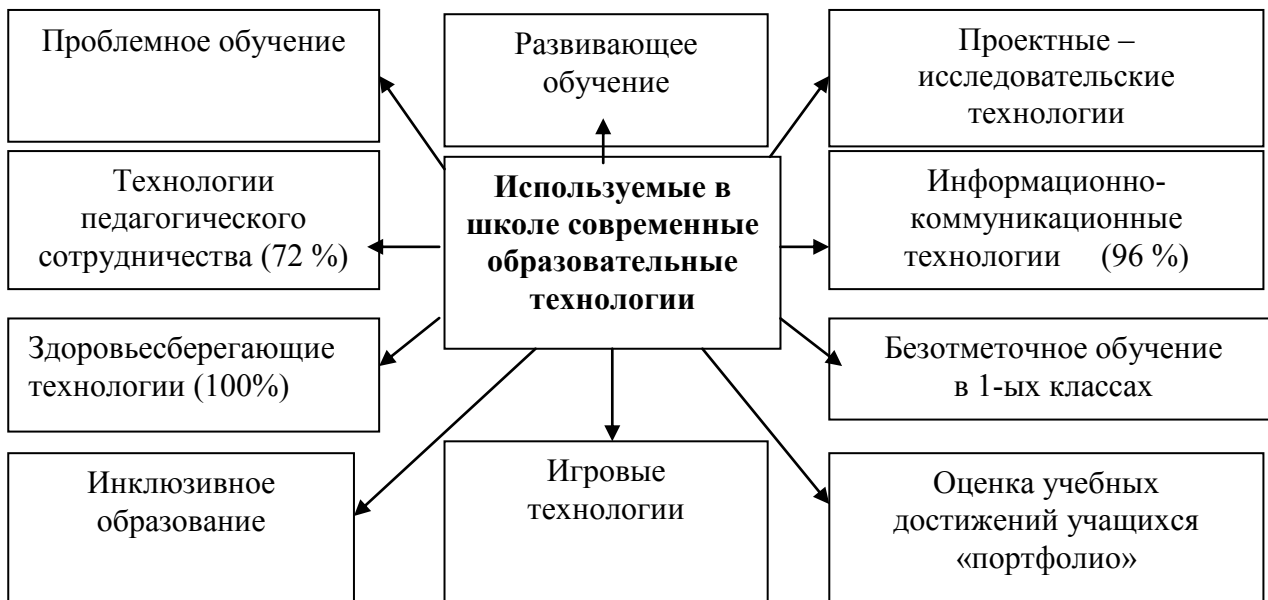 Проблемное обучение
Развивающее
обучение
Проектные –
исследовательские
технологии
Технологии
педагогического
сотрудничества (72 %)
Используемые в
школе современные
образовательные
технологии
Информационно-
коммуникационные
технологии (96 %)
Здоровьесберегающие
технологии (100%)
Безотметочное обучение
в 1-ых классах
Инклюзивное
образование
Игровые
технологии
Оценка учебных
достижений учащихся
«портфолио»